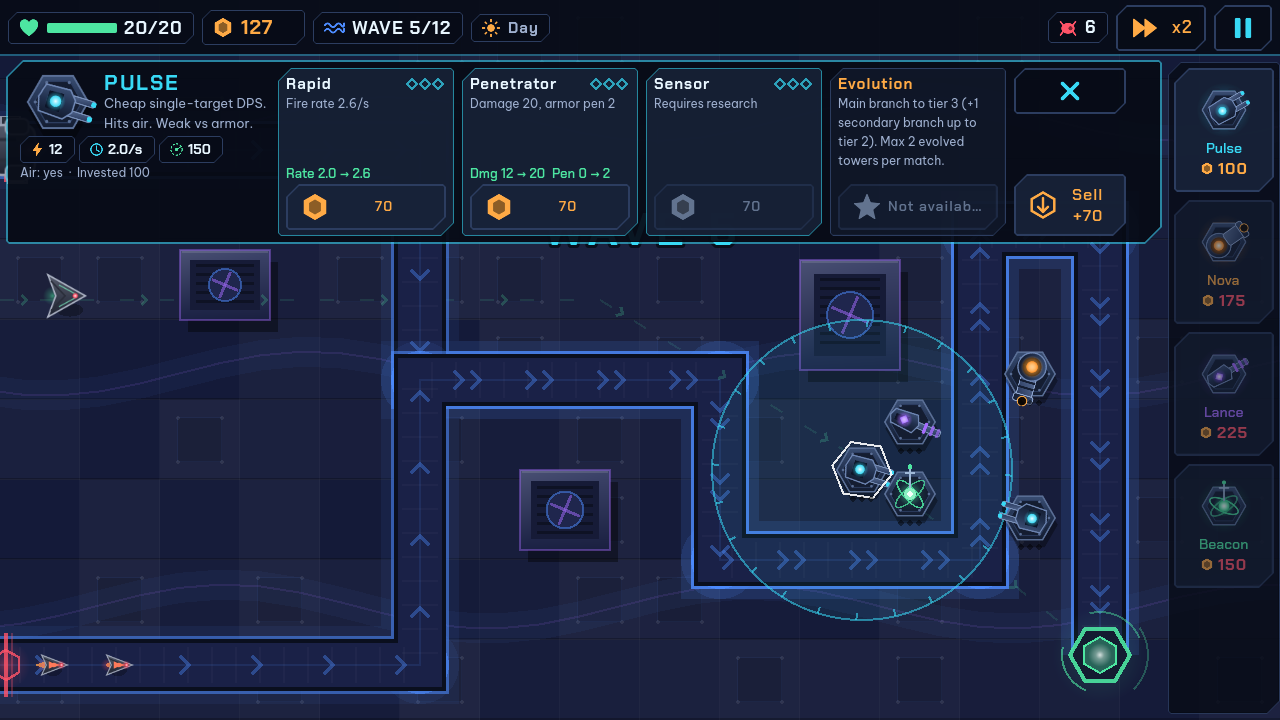 20/20
127
WAVE 5/12
Day
6
x2
PULSE
Cheap single-target DPS.
Hits air. Weak vs armor.
12
2.0/s
150
Air: yes · Invested 100
Rapid
Fire rate 2.6/s
Rate 2.0 → 2.6
70
Penetrator
Damage 20, armor pen 2
Dmg 12 → 20 Pen 0 → 2
70
Sensor
Requires research
70
Evolution
Main branch to tier 3 (+1
secondary branch up to
tier 2). Max 2 evolved
towers per match.
Not availab…
Sell
+70
Pulse
100
Nova
175
Lance
225
Beacon
150